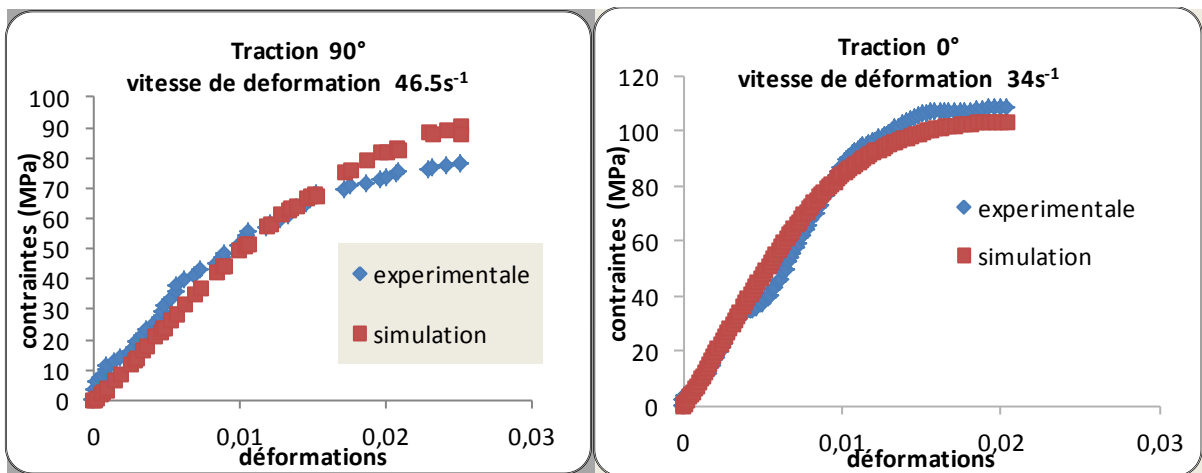 Traction 90°
vitesse de deformation 46.5s⁻¹
contraintes (MPa)
100
90
80
70
60
50
40
30
20
10
0
0
0,01
0,02
0,03
déformations
experimentale
simulation
Traction 0°
vitesse de déformation 34s⁻¹
contraintes (MPa)
120
100
80
60
40
20
0
0
0,01
0,02
0,03
déformations
experimentale
simulation